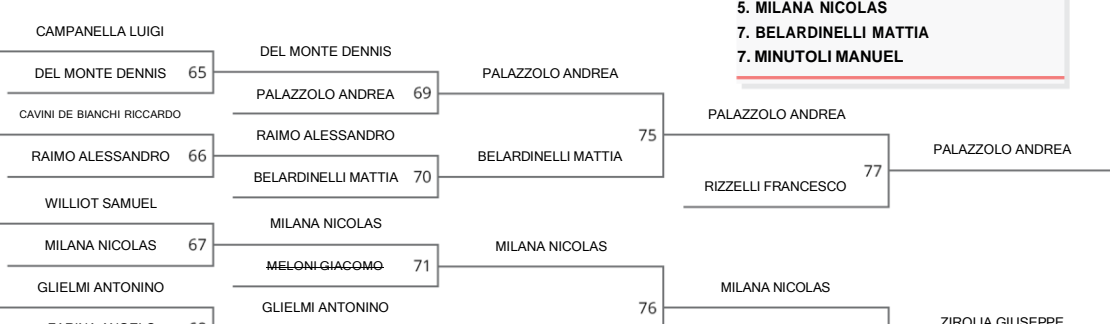 5. MILANA NICOLAS
7. BELARDINELLI MATTIA
7. MINUTOLI MANUEL
CAMPANELLA LUIGI
DEL MONTE DENNIS 65
CAVINI DE BIANCHI RICCARDO
RAIMO ALESSANDRO 66
WILLIOT SAMUEL
MILANA NICOLAS 67
GLIELMI ANTONINO
DEL MONTE DENNIS
PALAZZOLO ANDREA 69
RAIMO ALESSANDRO
BELARDINELLI MATTIA 70
MILANA NICOLAS
MELONI GIACOMO 71
GLIELMI ANTONINO
PALAZZOLO ANDREA
75
BELARDINELLI MATTIA
MILANA NICOLAS
76
PALAZZOLO ANDREA
77
RIZZELLI FRANCESCO
MILANA NICOLAS
PALAZZOLO ANDREA
ZIROLIA GIUSEPPE